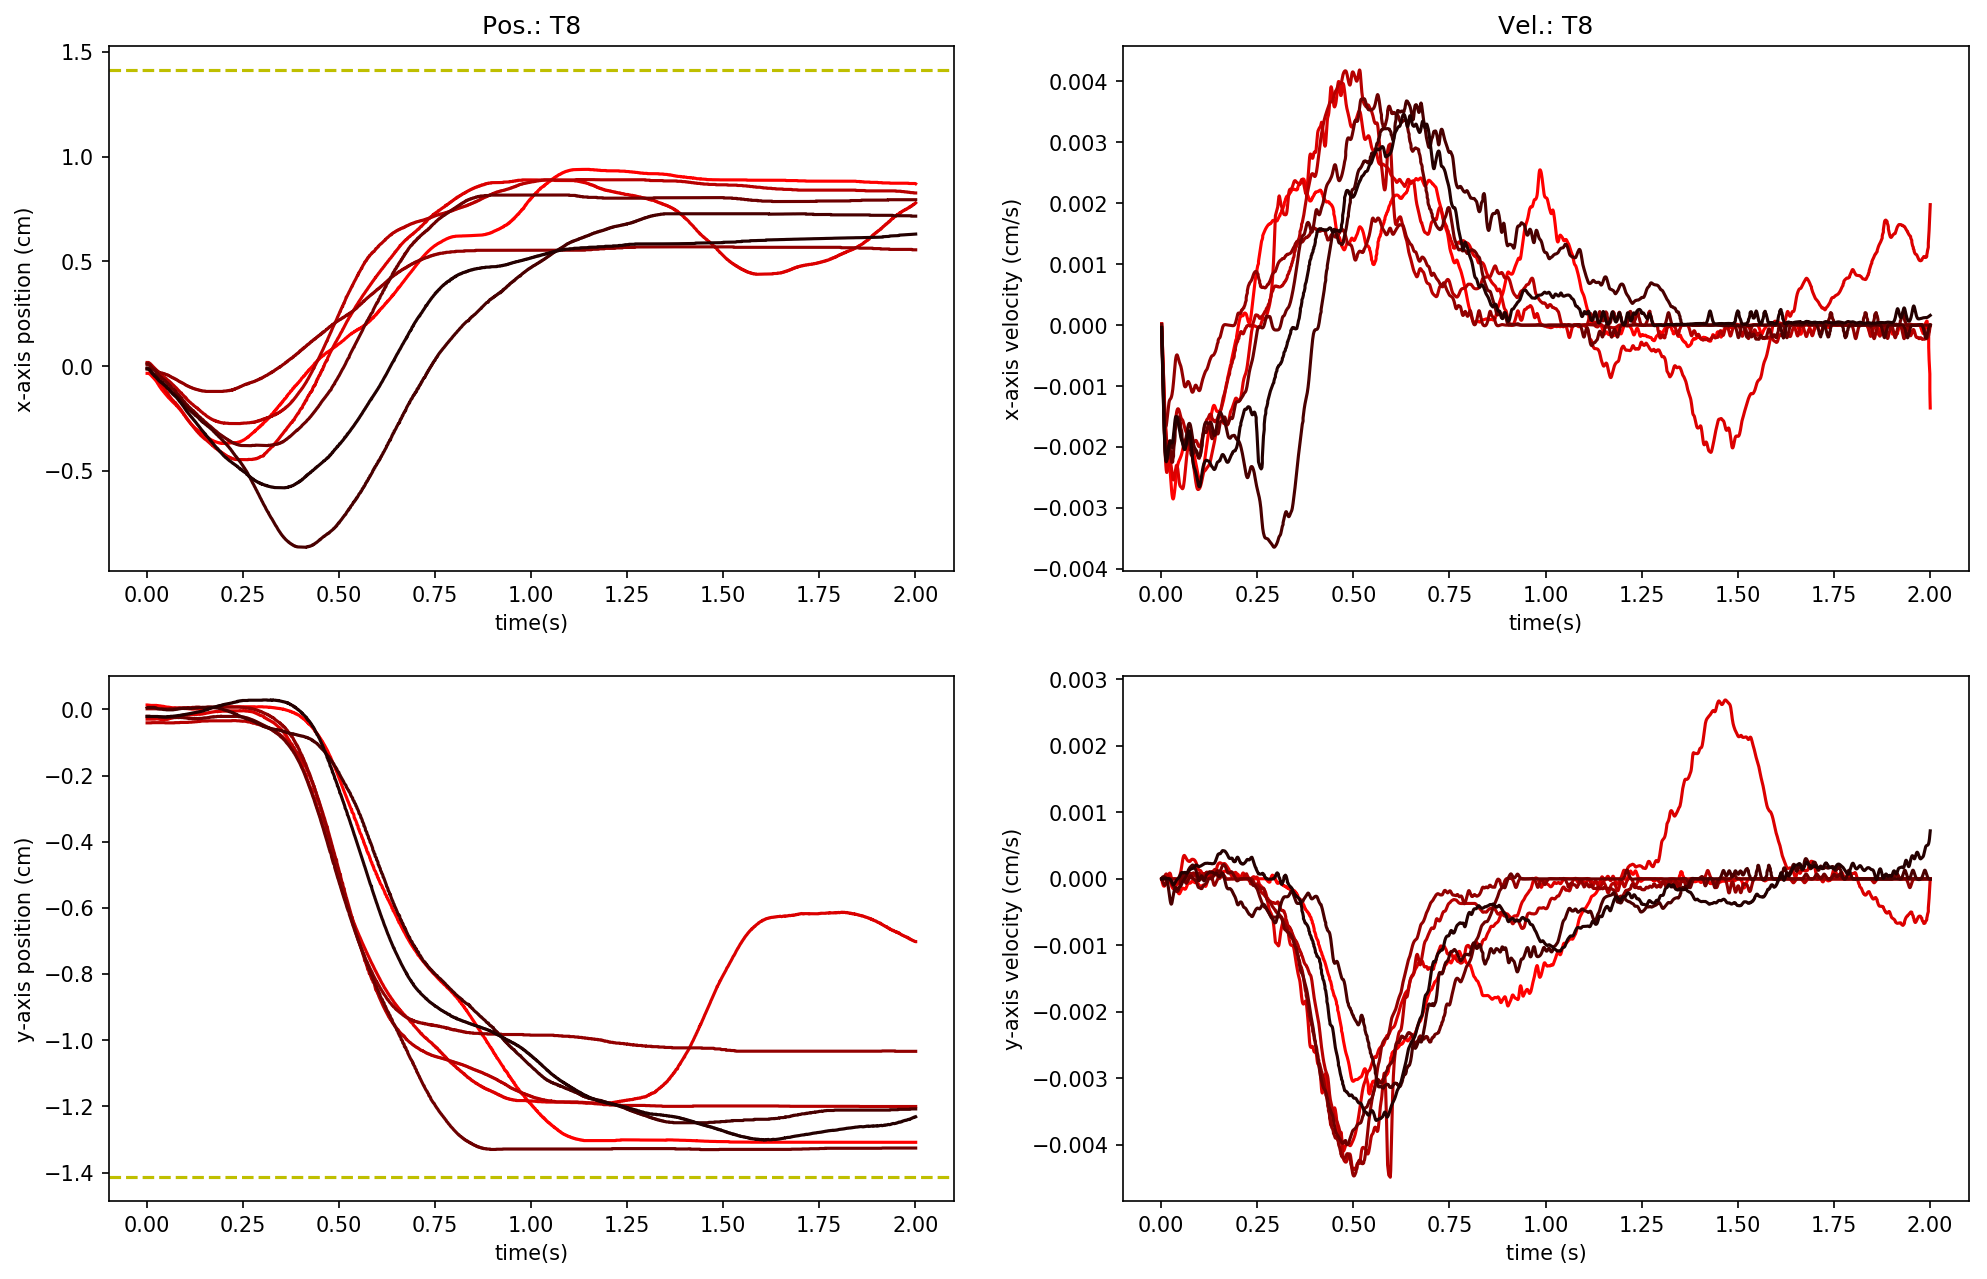 Pos.: T8
1.5
1.0
0.5
0.0
−0.5
x-axis position (cm)
0.00 0.25 0.50 0.75 1.00 1.25 1.50 1.75 2.00
time(s)
Vel.: T8
0.004
0.003
0.002
0.001
0.000
−0.001
−0.002
−0.003
−0.004
x-axis velocity (cm/s)
0.00 0.25 0.50 0.75 1.00 1.25 1.50 1.75 2.00
time(s)
0.0
−0.2
−0.4
−0.6
−0.8
−1.0
−1.2
−1.4
y-axis position (cm)
0.00 0.25 0.50 0.75 1.00 1.25 1.50 1.75 2.00
time(s)
0.003
0.002
0.001
0.000
−0.001
−0.002
−0.003
−0.004
y-axis velocity (cm/s)
0.00 0.25 0.50 0.75 1.00 1.25 1.50 1.75 2.00
time (s)